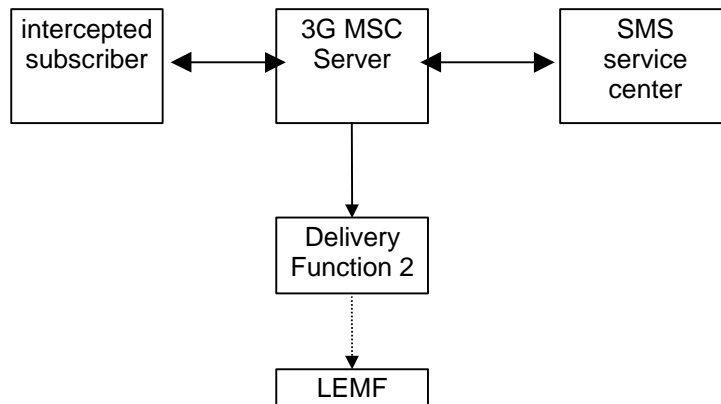 intercepted
subscriber
3G MSC
Server
SMS
service
center
Delivery
Function 2
LEMF